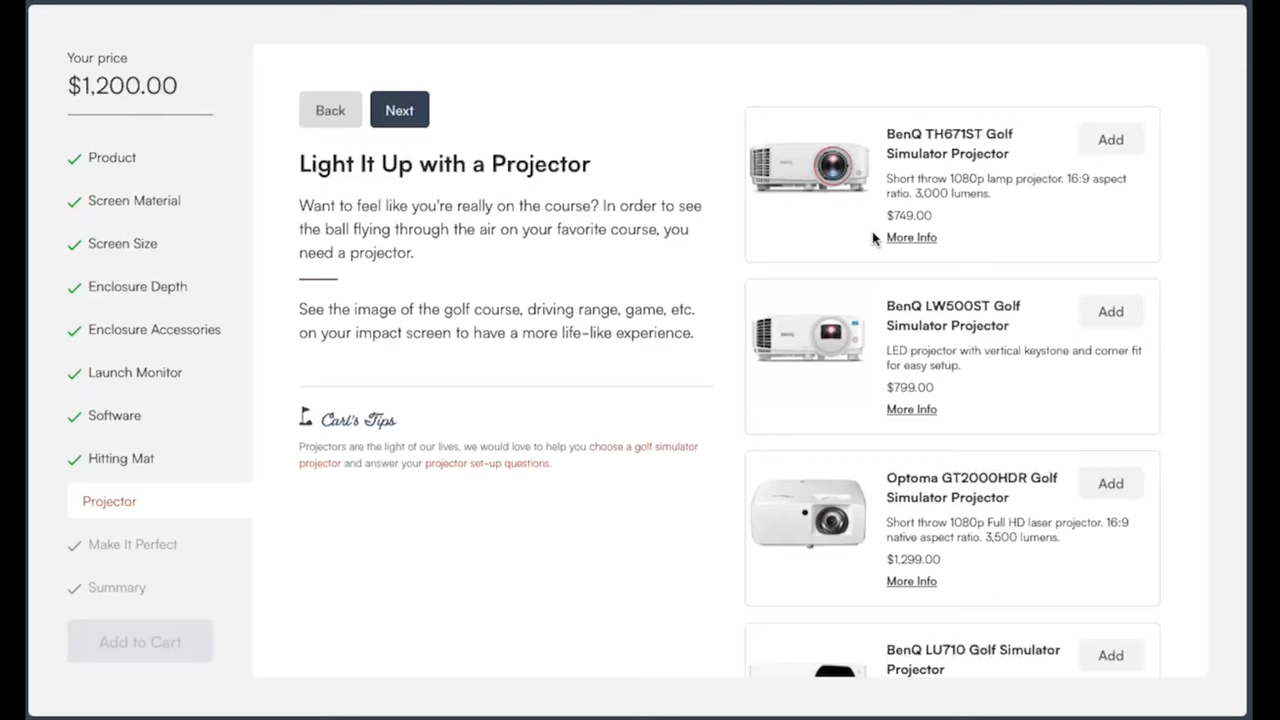 Your price
$1,200.00
Product
Screen Material
Screen Size
Enclosure Depth
Enclosure Accessories
Launch Monitor
Software
Hitting Mat
Projector
Make It Perfect
Summary
Add to Cart
Back
Next
Light It Up with a Projector
Want to feel like you're really on the course? In order to see
the ball flying through the air on your favorite course, you
need a projector.
See the image of the golf course, driving range, game, etc.
on your impact screen to have a more life-like experience.
Carl's Tips
Projectors are the light of our lives, we would love to help you choose a golf simulator
projector and answer your projector set-up questions.
BenQ TH671ST Golf
Simulator Projector
Add
Short throw 1080p lamp projector. 16:9 aspect
ratio. 3,000 lumens.
$749.00
More Info
BenQ LW500ST Golf
Simulator Projector
Add
LED projector with vertical keystone and corner fit
for easy setup.
$799.00
More Info
Optoma GT2000HDR Golf
Simulator Projector
Add
Short throw 1080p Full HD laser projector. 16:9
native aspect ratio. 3,500 lumens.
$1,299.00
More Info
BenQ LU710 Golf Simulator
Projector
Add